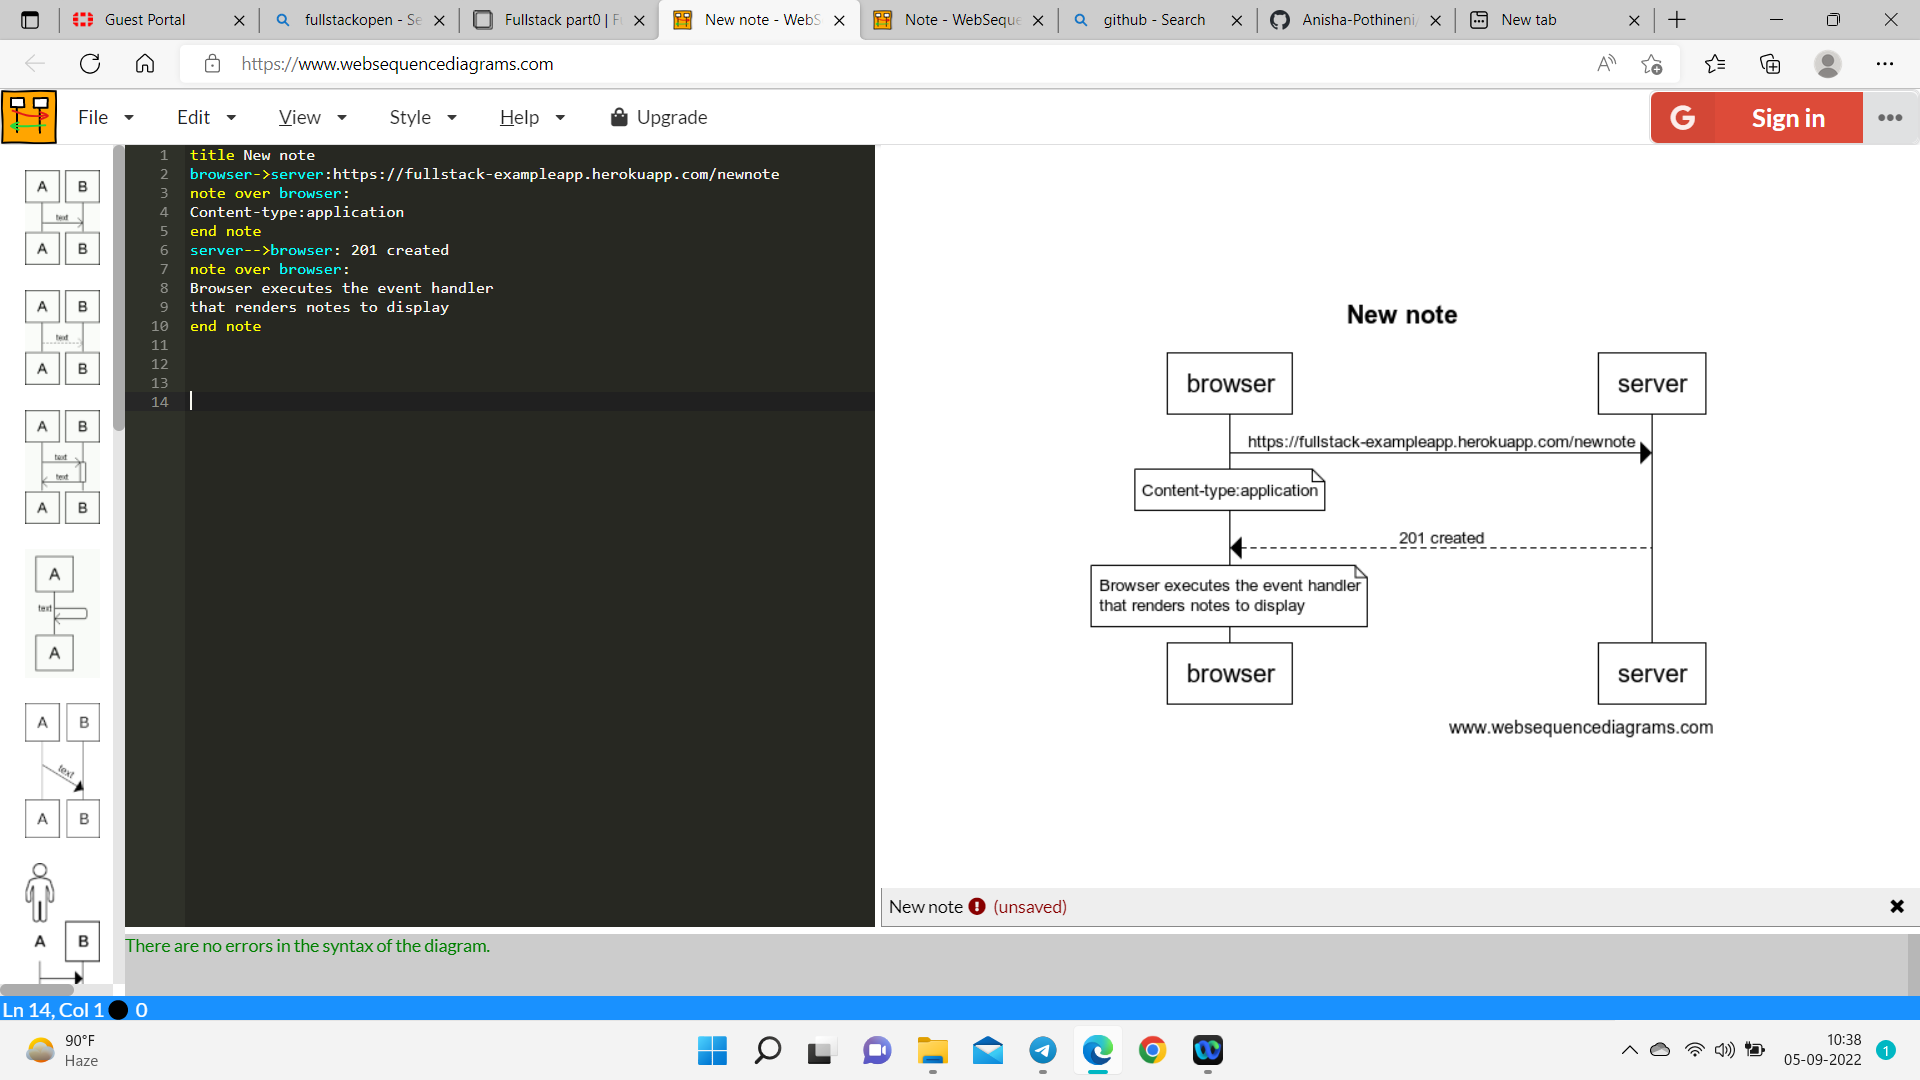 Guest Portal
fullstackopen - Se
Fullstack part0 | F
New note - WebS
Note - WebSeque
github - Search
Anisha-Pothineni/
New tab
https://www.websequencediagrams.com
File
Edit
View
Style
Help
Upgrade
G Sign in
1 title New note
2 browser->server:https://fullstack-exampleapp.herokuapp.com/newnote
3 note over browser:
4 Content-type:application
5 end note
6 server-->browser: 201 created
7 note over browser:
8 Browser executes the event handler
9 that renders notes to display
10 end note
11
12
13
14
A B
text
A B
A B
text
A B
A B
text
text
A B
A
text
A
A B
text
A B
A B
New note
browser server
https://fullstack-exampleapp.herokuapp.com/newnote
Content-type:application
201 created
Browser executes the event handler
that renders notes to display
browser server
www.websequencediagrams.com
New note (unsaved)
There are no errors in the syntax of the diagram.
Ln 14, Col 1 0
90°F
Haze
10:38
05-09-2022
1